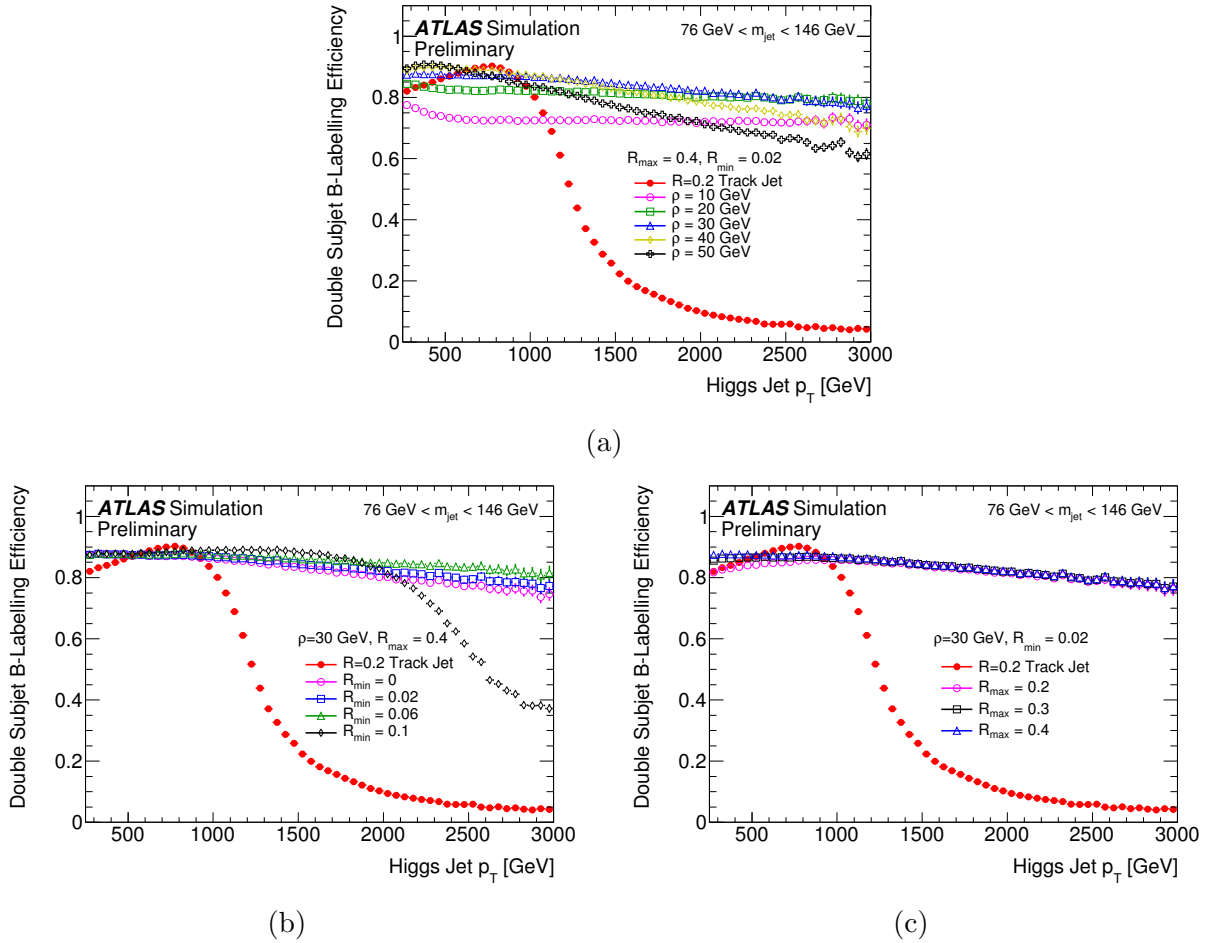 ATLAS Simulation
Preliminary
76 GeV < m_jet < 146 GeV
Double Subjet B-Labelling Efficiency
1
0.8
0.6
0.4
0.2
0
R_max = 0.4, R_min = 0.02
R=0.2 Track Jet
ρ = 10 GeV
ρ = 20 GeV
ρ = 30 GeV
ρ = 40 GeV
ρ = 50 GeV
500 1000 1500 2000 2500 3000
Higgs Jet p_T [GeV]
(a)
ATLAS Simulation
Preliminary
76 GeV < m_jet < 146 GeV
Double Subjet B-Labelling Efficiency
1
0.8
0.6
0.4
0.2
0
ρ=30 GeV, R_max = 0.4
R=0.2 Track Jet
R_min = 0
R_min = 0.02
R_min = 0.06
R_min = 0.1
500 1000 1500 2000 2500 3000
Higgs Jet p_T [GeV]
(b)
ATLAS Simulation
Preliminary
76 GeV < m_jet < 146 GeV
Double Subjet B-Labelling Efficiency
1
0.8
0.6
0.4
0.2
0
ρ=30 GeV, R_min = 0.02
R=0.2 Track Jet
R_max = 0.2
R_max = 0.3
R_max = 0.4
500 1000 1500 2000 2500 3000
Higgs Jet p_T [GeV]
(c)